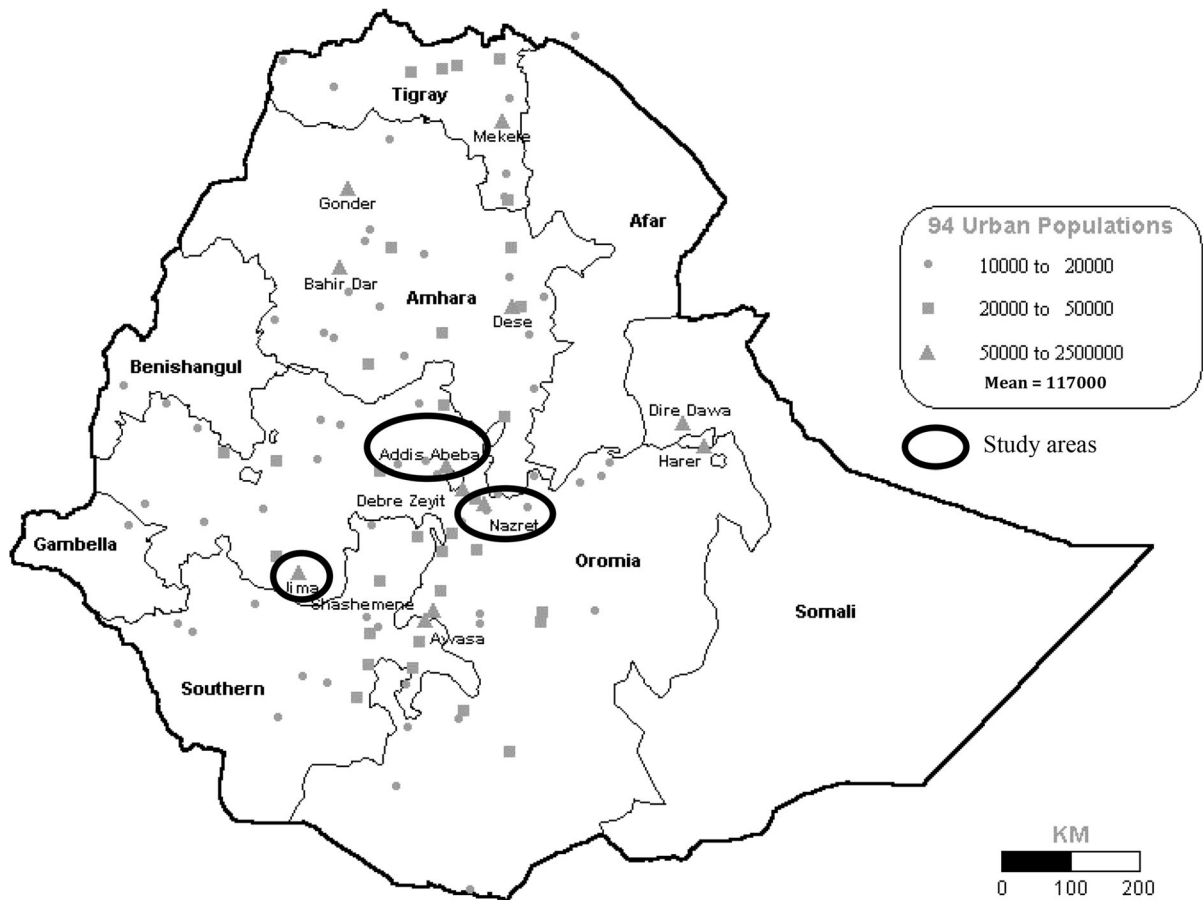 Tigray
Mekele
Gonder
Afar
94 Urban Populations
10000 to 20000
20000 to 50000
50000 to 2500000
Mean = 117000
Bahir Dar
Amhara
Dese
Benishangul
Dire Dawa
Study areas
Addis Abeba
Harer
Debre Zeyit
Nazret
Gambella
Oromia
Jima
Shashemene
Somali
Awasa
Southern
KM
0 100 200